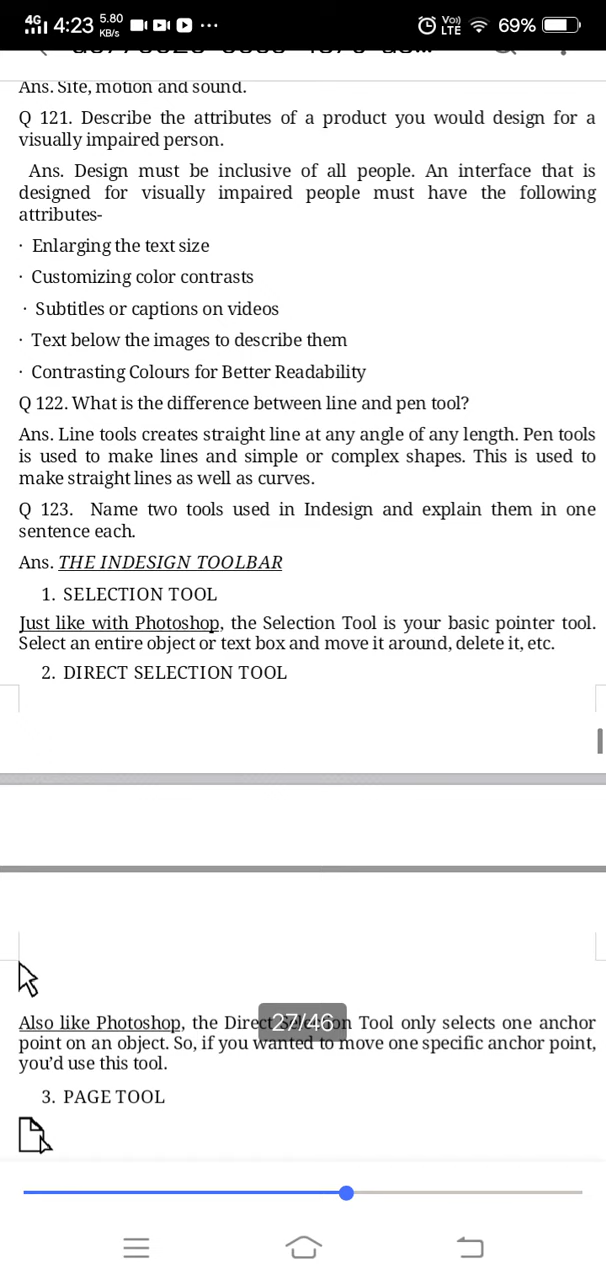 4G 4:23 5.80 KB/s ... Vo)) LTE 69%
Ans. Site, motion and sound.
Q 121. Describe the attributes of a product you would design for a
visually impaired person.
Ans. Design must be inclusive of all people. An interface that is
designed for visually impaired people must have the following
attributes-
· Enlarging the text size
· Customizing color contrasts
· Subtitles or captions on videos
· Text below the images to describe them
· Contrasting Colours for Better Readability
Q 122. What is the difference between line and pen tool?
Ans. Line tools creates straight line at any angle of any length. Pen tools
is used to make lines and simple or complex shapes. This is used to
make straight lines as well as curves.
Q 123. Name two tools used in Indesign and explain them in one
sentence each.
Ans. THE INDESIGN TOOLBAR
1. SELECTION TOOL
Just like with Photoshop, the Selection Tool is your basic pointer tool.
Select an entire object or text box and move it around, delete it, etc.
2. DIRECT SELECTION TOOL
Also like Photoshop, the Direct Selection Tool only selects one anchor
27/46
point on an object. So, if you wanted to move one specific anchor point,
you'd use this tool.
3. PAGE TOOL